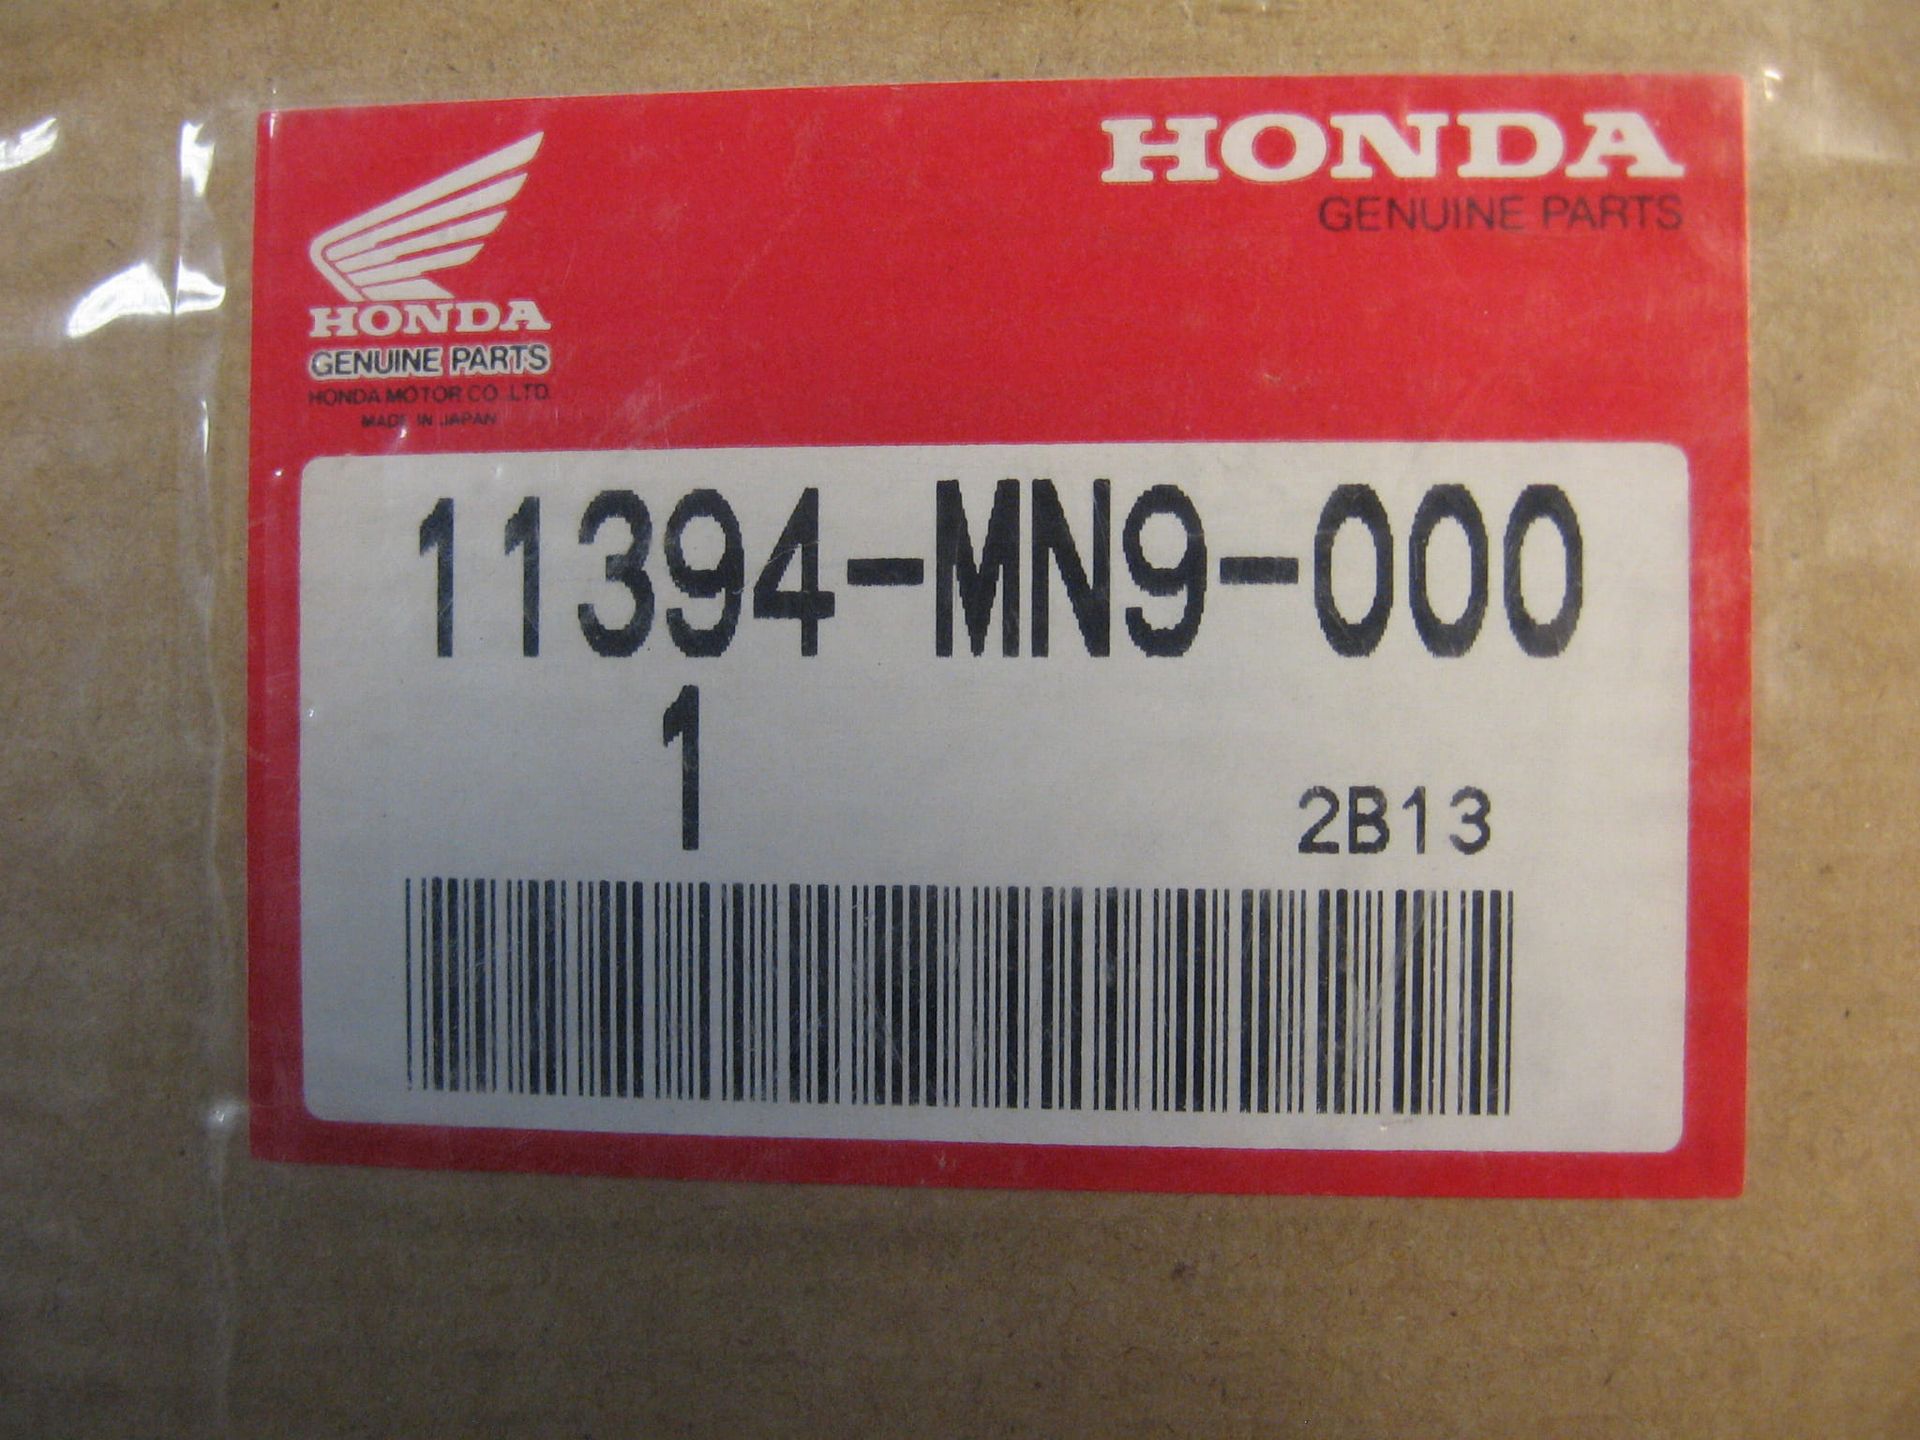 HONDA
GENUINE PARTS
HONDA
GENUINE PARTS
HONDA MOTOR CO.,LTD.
MADE IN JAPAN
11394-MN9-000
1
2B13